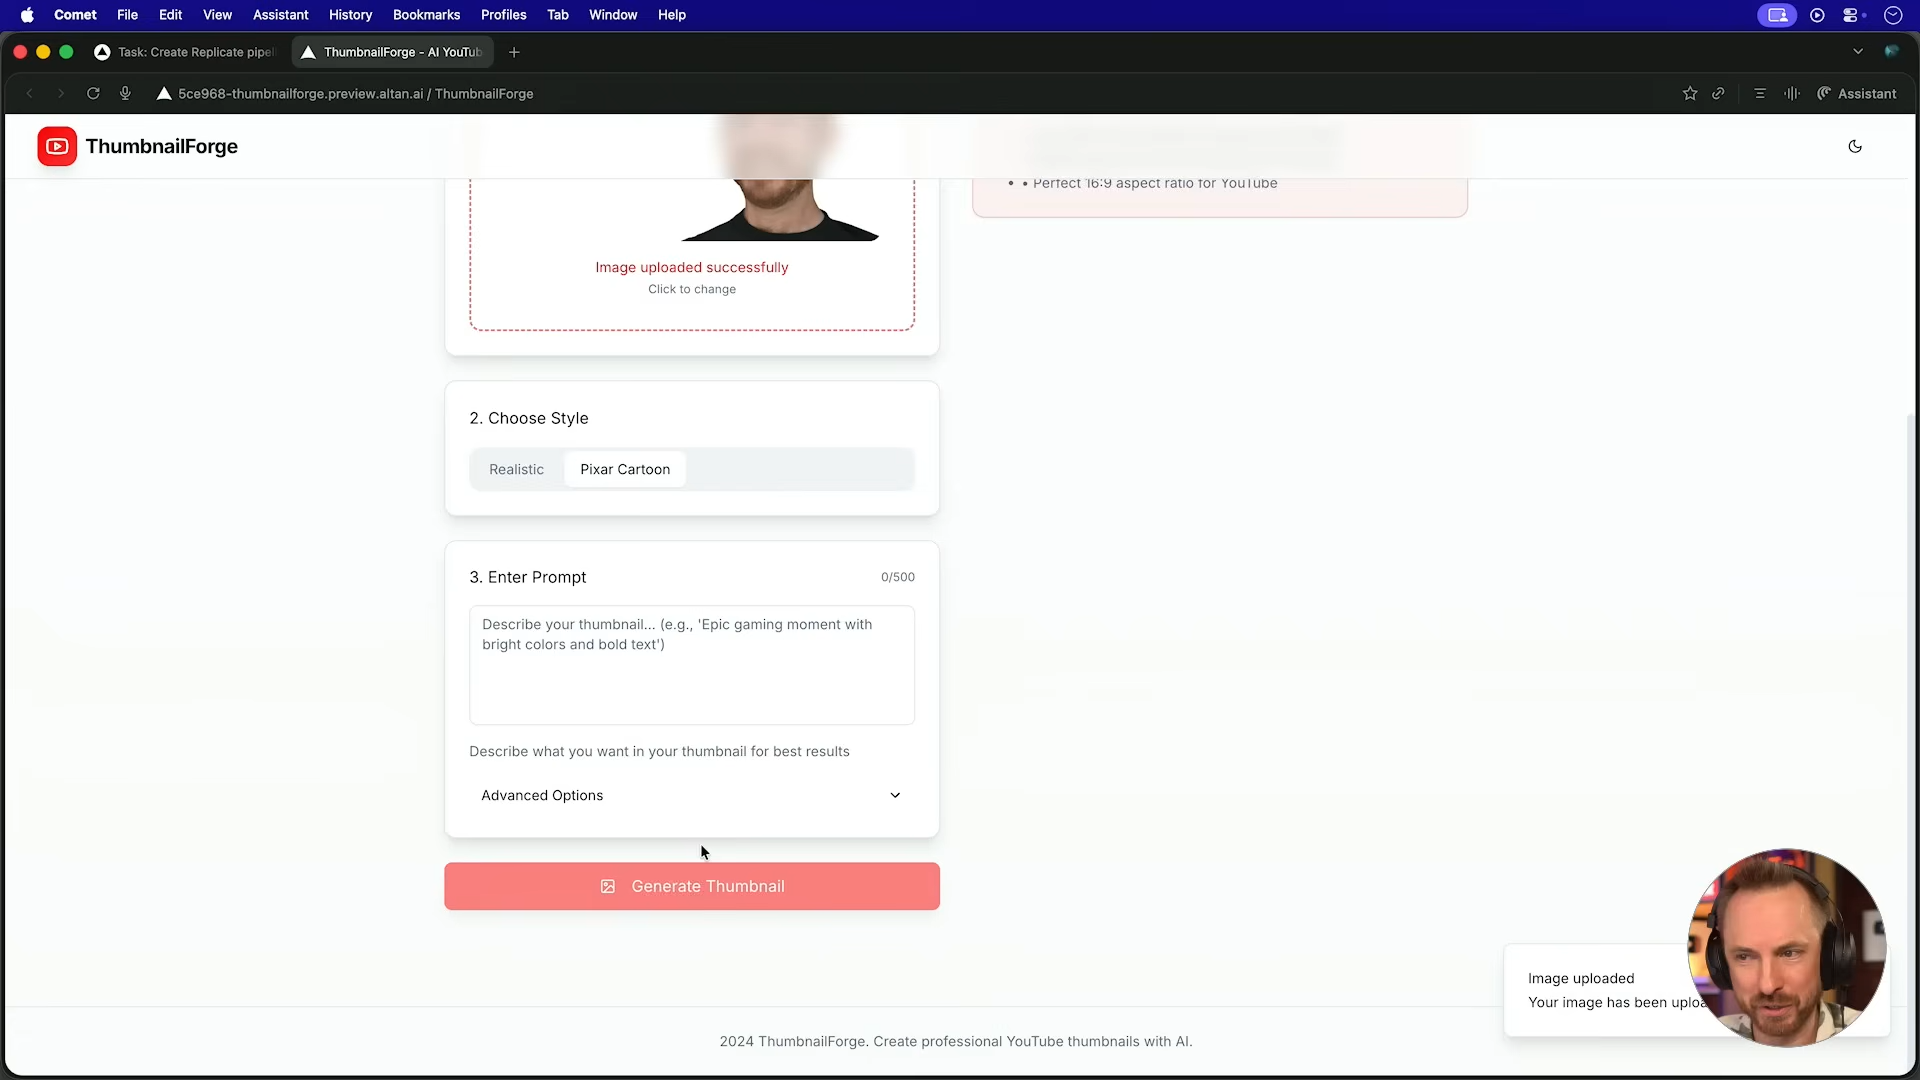 Comet File Edit View Assistant History Bookmarks Profiles Tab Window Help
Task: Create Replicate pipel
ThumbnailForge - AI YouTub
5ce968-thumbnailforge.preview.altan.ai / ThumbnailForge
Assistant
ThumbnailForge
• • Perfect 16:9 aspect ratio for YouTube
Image uploaded successfully
Click to change
2. Choose Style
Realistic
Pixar Cartoon
3. Enter Prompt
0/500
Describe your thumbnail... (e.g., 'Epic gaming moment with
bright colors and bold text')
Describe what you want in your thumbnail for best results
Advanced Options
Generate Thumbnail
Image uploaded
Your image has been uploa
2024 ThumbnailForge. Create professional YouTube thumbnails with AI.